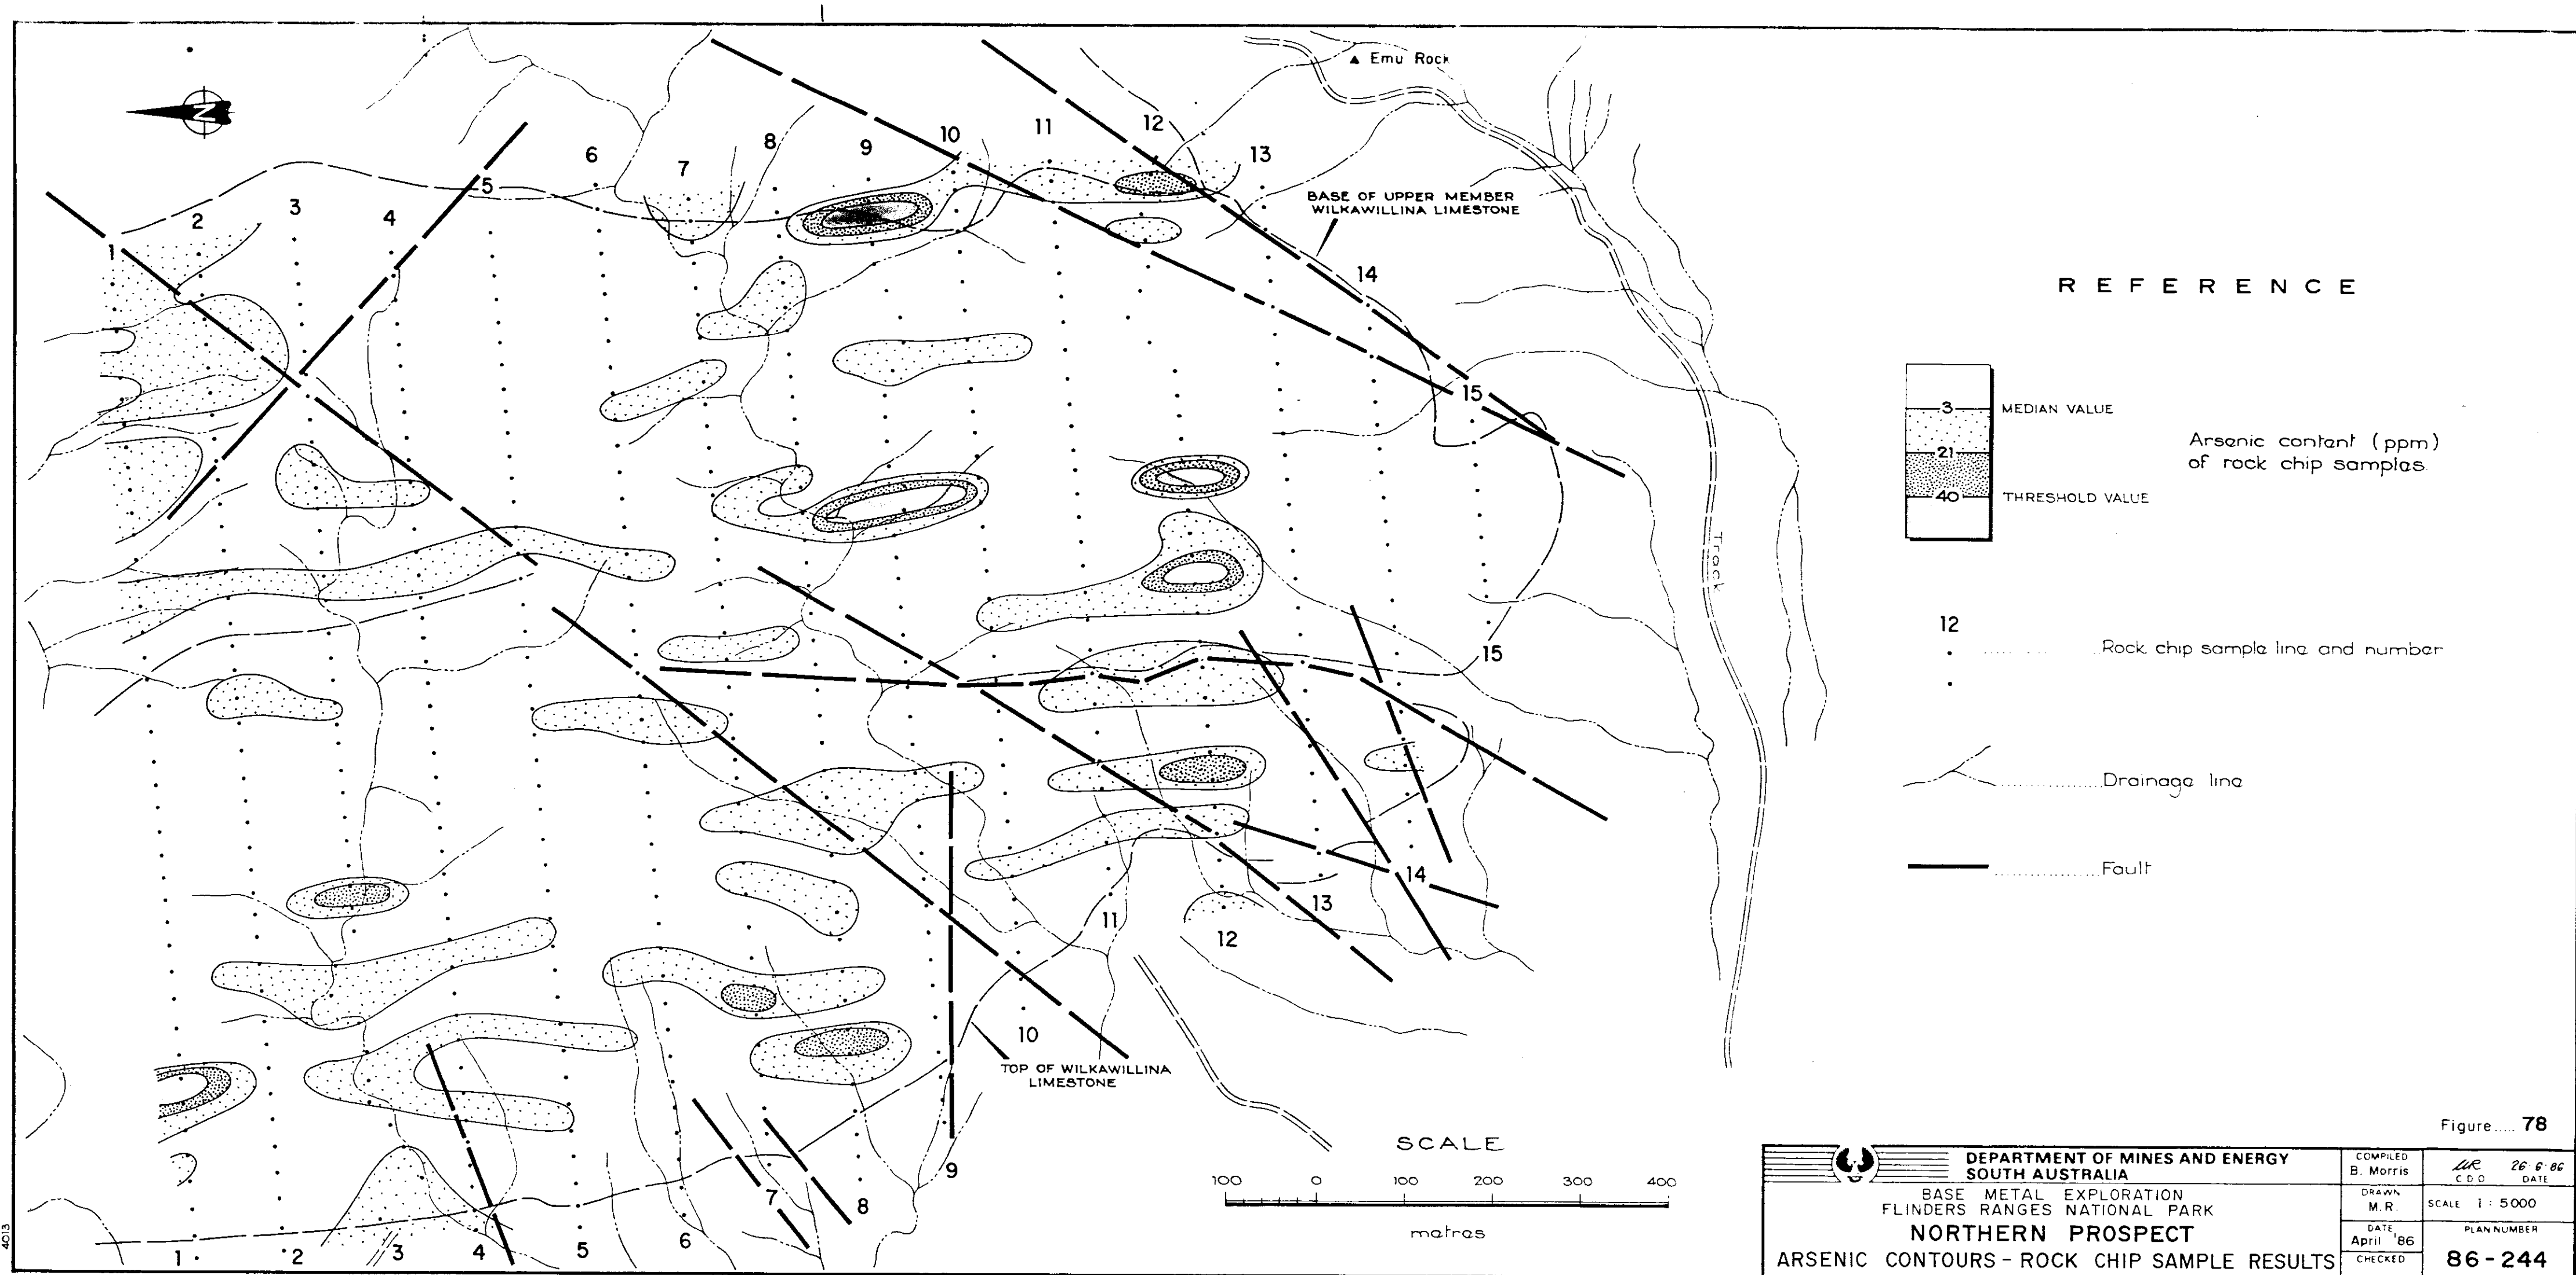 ▲ Emu Rock
N
1
2
3
4
5
6
7
8
9
10
11
12
13
14
15
BASE OF UPPER MEMBER
WILKAWILLINA LIMESTONE
Track
15
14
13
12
11
10
TOP OF WILKAWILLINA
LIMESTONE
9
8
7
6
5
4
3
2
1
4013
REFERENCE
3 MEDIAN VALUE
Arsenic content (ppm)
of rock chip samples
21
40 THRESHOLD VALUE
12
Rock chip sample line and number
Drainage line
Fault
SCALE
100 0 100 200 300 400
metres
Figure..... 78
DEPARTMENT OF MINES AND ENERGY
SOUTH AUSTRALIA
BASE METAL EXPLORATION
FLINDERS RANGES NATIONAL PARK
NORTHERN PROSPECT
ARSENIC CONTOURS - ROCK CHIP SAMPLE RESULTS
COMPILED
B. Morris
C D O
26·6·86
DATE
DRAWN
M.R.
SCALE 1 : 5000
DATE
April '86
PLAN NUMBER
CHECKED
86-244